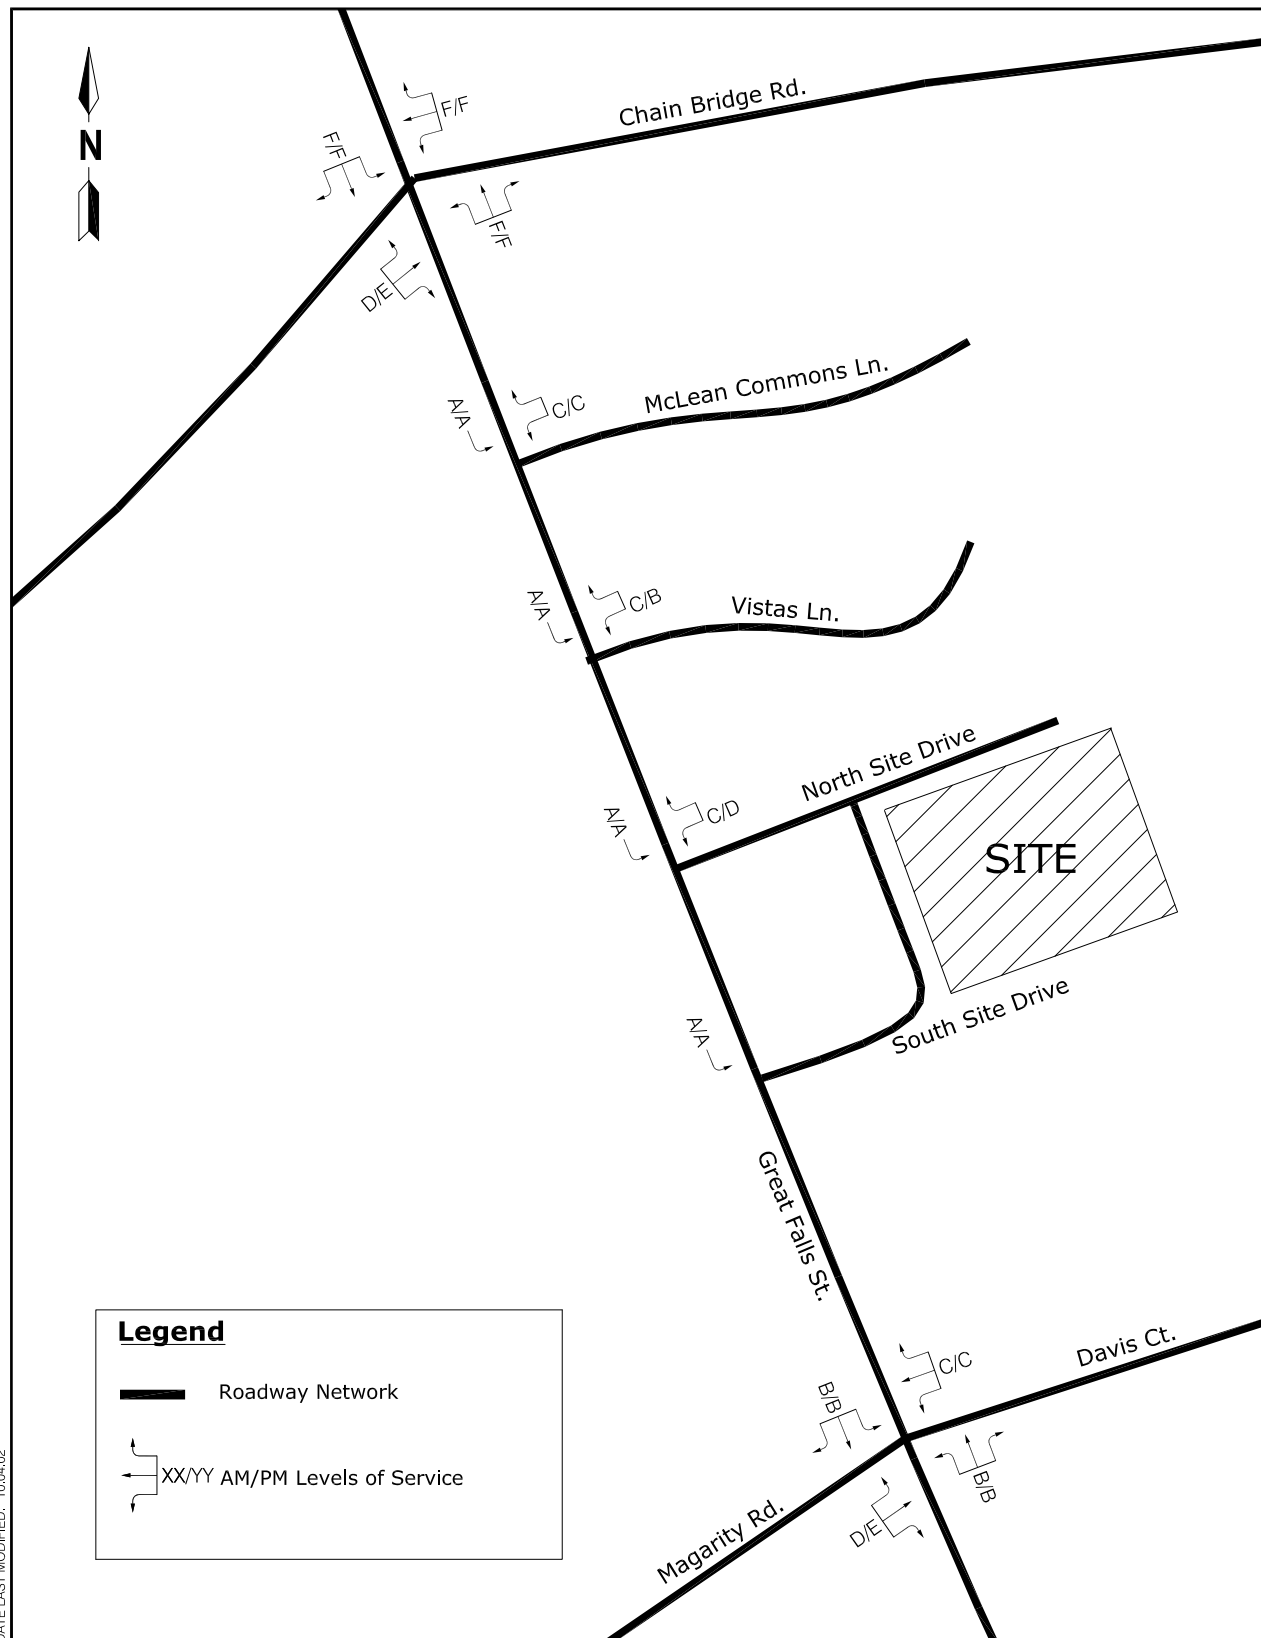 F/F
Chain Bridge Rd.
N
F/F
F/F
D/E
McLean Commons Ln.
A/A
C/C
A/A
C/B
Vistas Ln.
North Site Drive
A/A
C/D
SITE
South Site Drive
A/A
Great Falls St.
Legend
Roadway Network
XX/YY AM/PM Levels of Service
C/C
Davis Ct.
B/B
B/B
D/E
Magarity Rd.